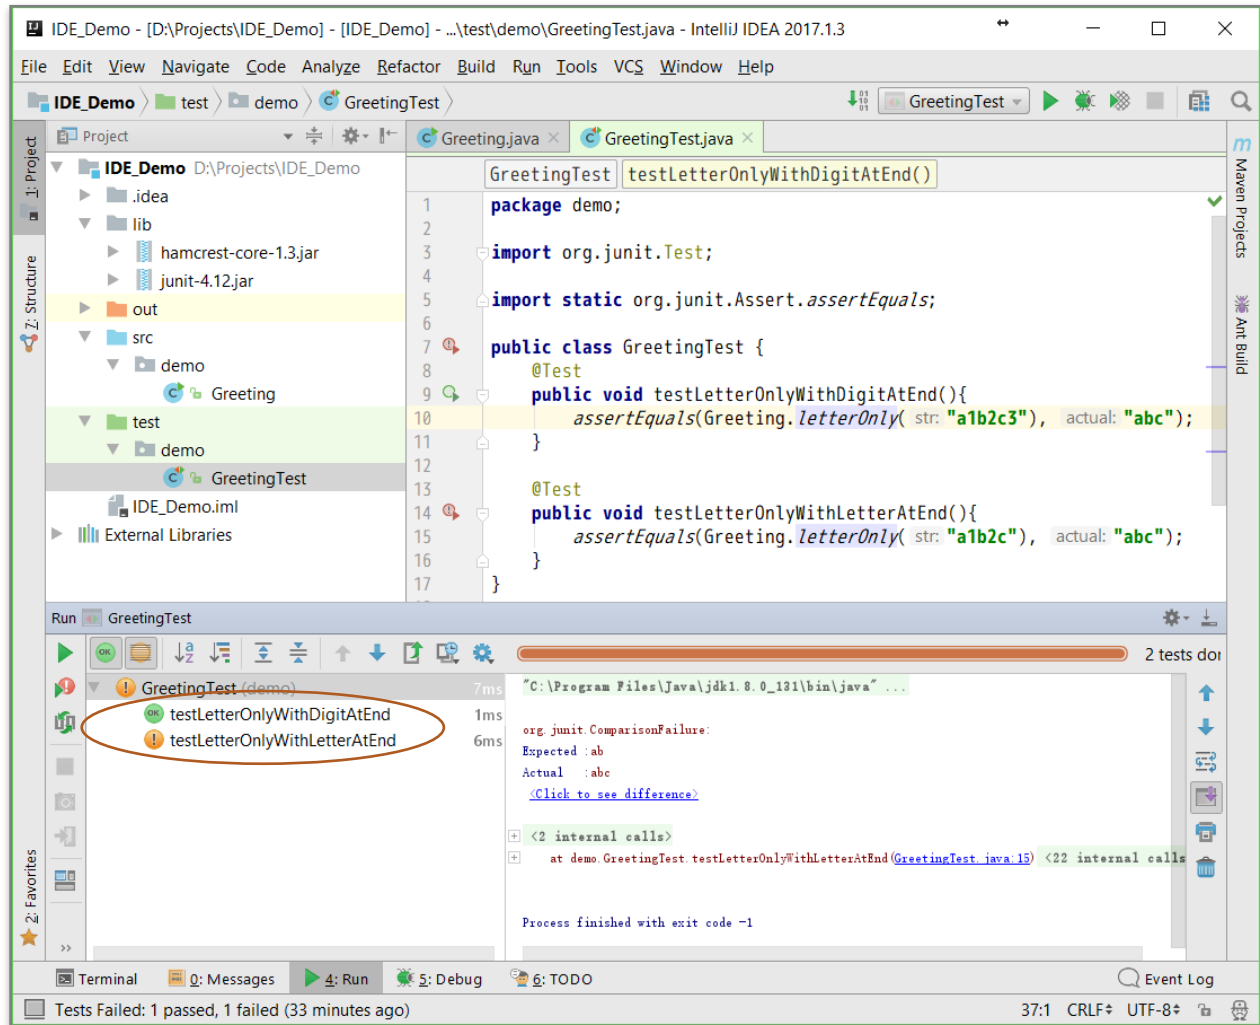 IDE_Demo - [D:\Projects\IDE_Demo] - [IDE_Demo] - ...\test\demo\GreetingTest.java - IntelliJ IDEA 2017.1.3
File Edit View Navigate Code Analyze Refactor Build Run Tools VCS Window Help
IDE_Demo test demo GreetingTest
GreetingTest
1: Project
Z: Structure
2: Favorites
Project
IDE_Demo D:\Projects\IDE_Demo
.idea
lib
hamcrest-core-1.3.jar
junit-4.12.jar
out
src
demo
Greeting
test
demo
GreetingTest
IDE_Demo.iml
External Libraries
Greeting.java GreetingTest.java
GreetingTest testLetterOnlyWithDigitAtEnd()
1 package demo;
2
3 import org.junit.Test;
4
5 import static org.junit.Assert.assertEquals;
6
7 public class GreetingTest {
8 @Test
9 public void testLetterOnlyWithDigitAtEnd(){
10 assertEquals(Greeting.letterOnly( str: "a1b2c3"), actual: "abc");
11 }
12
13 @Test
14 public void testLetterOnlyWithLetterAtEnd(){
15 assertEquals(Greeting.letterOnly( str: "a1b2c"), actual: "abc");
16 }
17 }
Maven Projects
Ant Build
Run GreetingTest
2 tests dor
GreetingTest (demo) 7ms
testLetterOnlyWithDigitAtEnd 1ms
testLetterOnlyWithLetterAtEnd 6ms
"C:\Program Files\Java\jdk1.8.0_131\bin\java" ...
org.junit.ComparisonFailure:
Expected :ab
Actual :abc
<Click to see difference>
<2 internal calls>
at demo.GreetingTest.testLetterOnlyWithLetterAtEnd(GreetingTest.java:15) <22 internal calls
Process finished with exit code -1
Terminal 0: Messages 4: Run 5: Debug 6: TODO Event Log
Tests Failed: 1 passed, 1 failed (33 minutes ago) 37:1 CRLF UTF-8